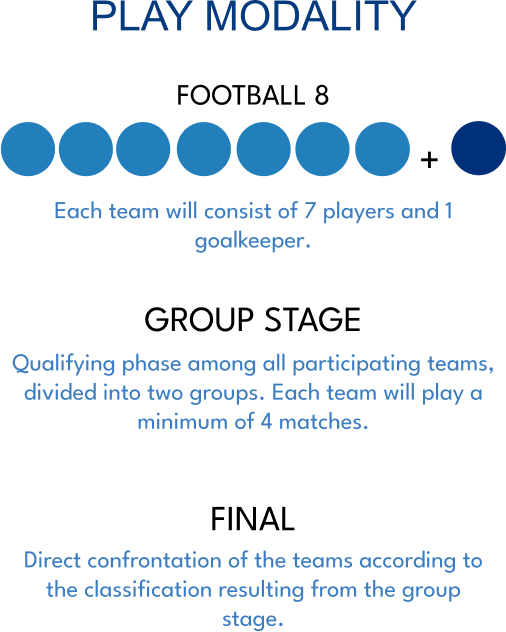 PLAY MODALITY
FOOTBALL 8
+
Each team will consist of 7 players and 1
goalkeeper.
GROUP STAGE
Qualifying phase among all participating teams,
divided into two groups. Each team will play a
minimum of 4 matches.
FINAL
Direct confrontation of the teams according to
the classification resulting from the group
stage.